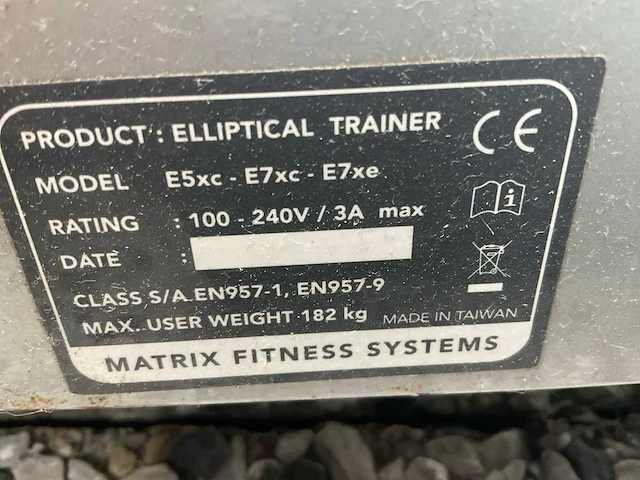 PRODUCT : ELLIPTICAL TRAINER
CE
MODEL E5xc - E7xc - E7xe
RATING : 100 - 240V / 3A max
i
DATE :
CLASS S/A EN957-1, EN957-9
MAX. USER WEIGHT 182 kg
MADE IN TAIWAN
MATRIX FITNESS SYSTEMS